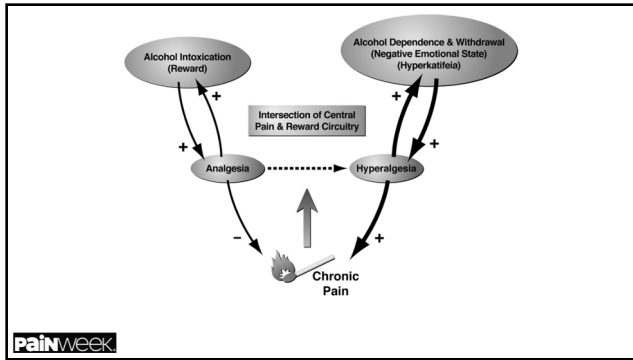 Alcohol Intoxication
(Reward)
Alcohol Dependence & Withdrawal
(Negative Emotional State)
(Hyperkatifeia)
+
+
Intersection of Central
Pain & Reward Circuitry
+
+
Analgesia
Hyperalgesia
–
+
Chronic
Pain
PAINWEEK.